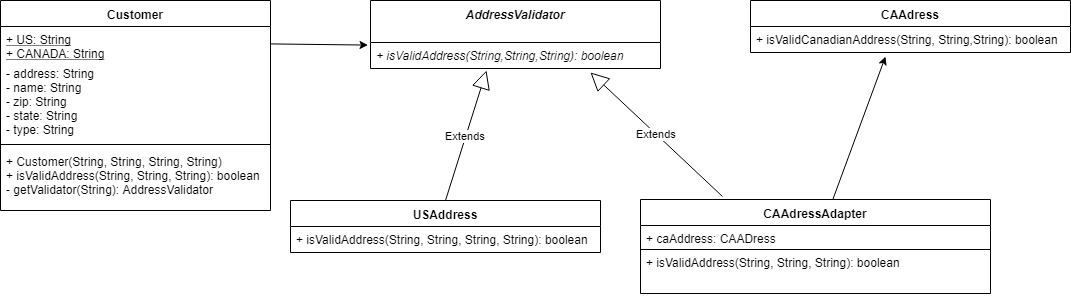 Customer
+ US: String
+ CANADA: String
- address: String
- name: String
- zip: String
- state: String
- type: String
+ Customer(String, String, String, String)
+ isValidAddress(String, String, String): boolean
- getValidator(String): AddressValidator
AddressValidator
+ isValidAddress(String,String,String): boolean
CAAdress
+ isValidCanadianAddress(String, String,String): boolean
Extends
Extends
USAddress
+ isValidAddress(String, String, String, String): boolean
CAAdressAdapter
+ caAddress: CAADress
+ isValidAddress(String, String, String): boolean